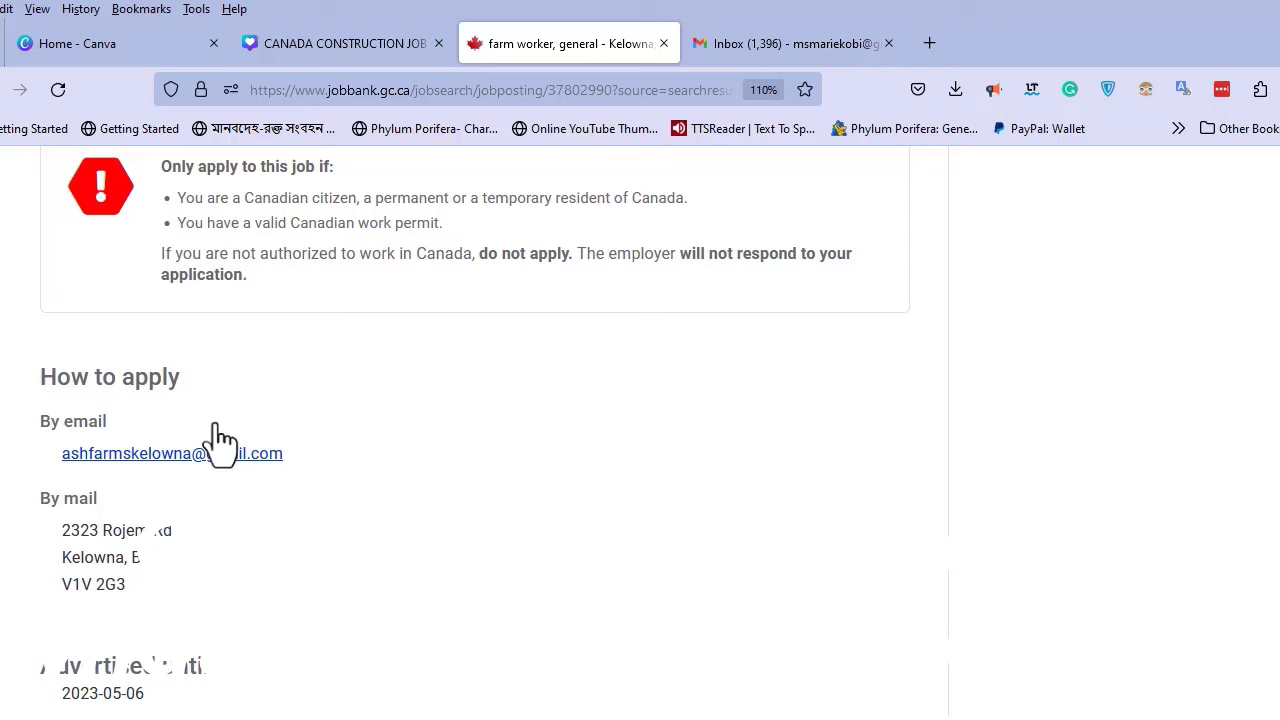 dit View History Bookmarks Tools Help
Home - Canva CANADA CONSTRUCTION JOB farm worker, general - Kelowna, Inbox (1,396) - msmariekobi@g
https://www.jobbank.gc.ca/jobsearch/jobposting/37802990?source=searchresu 110%
etting Started Getting Started মানবদেহ-রক্ত সংবহন ... Phylum Porifera- Char... Online YouTube Thum... TTSReader | Text To Sp... Phylum Porifera: Gene... PayPal: Wallet Other Book
Only apply to this job if:
• You are a Canadian citizen, a permanent or a temporary resident of Canada.
• You have a valid Canadian work permit.
If you are not authorized to work in Canada, do not apply. The employer will not respond to your
application.
How to apply
By email
ashfarmskelowna@ il.com
By mail
2323
Kelowna,
V1V 2G3
2023-05-06